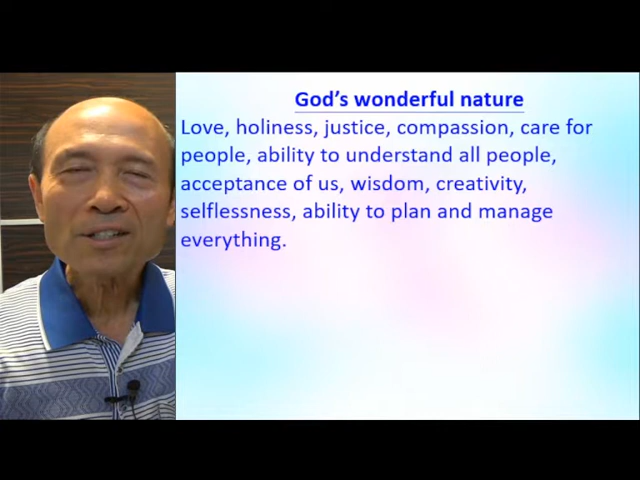 God's wonderful nature
Love, holiness, justice, compassion, care for
people, ability to understand all people,
acceptance of us, wisdom, creativity,
selflessness, ability to plan and manage
everything.